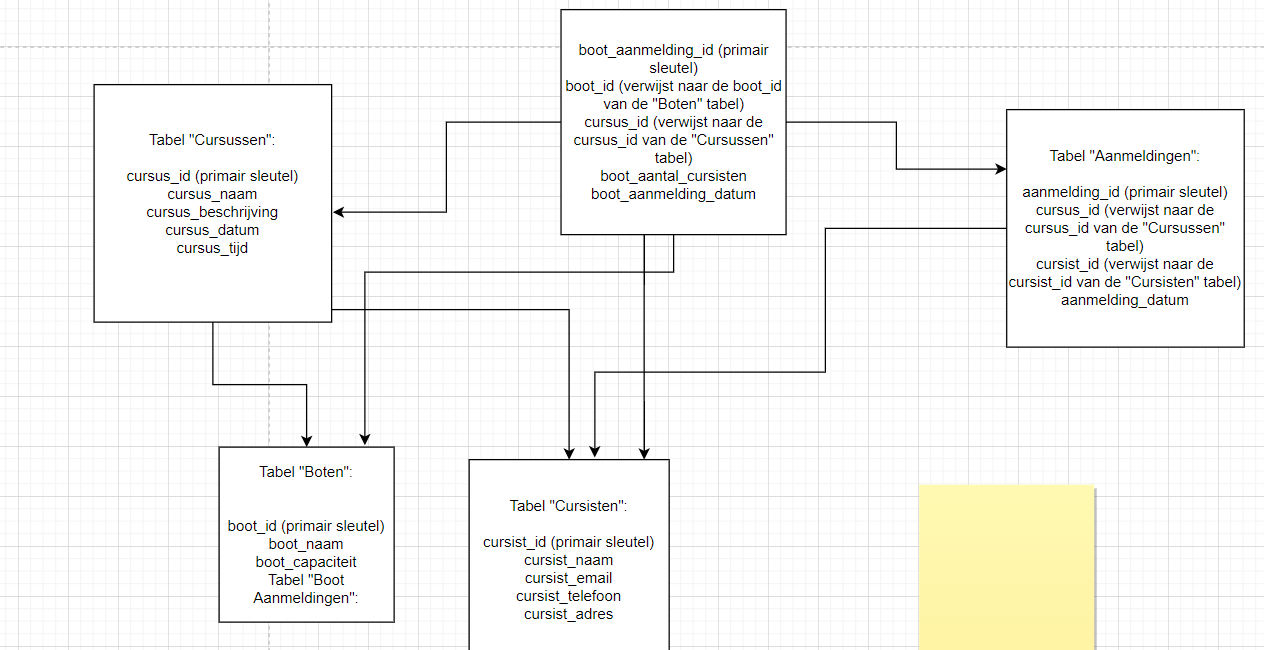 boot_aanmelding_id (primair
sleutel)
boot_id (verwijst naar de boot_id
van de "Boten" tabel)
cursus_id (verwijst naar de
cursus_id van de "Cursussen"
tabel)
boot_aantal_cursisten
boot_aanmelding_datum
Tabel "Cursussen":
cursus_id (primair sleutel)
cursus_naam
cursus_beschrijving
cursus_datum
cursus_tijd
Tabel "Aanmeldingen":
aanmelding_id (primair sleutel)
cursus_id (verwijst naar de
cursus_id van de "Cursussen"
tabel)
cursist_id (verwijst naar de
cursist_id van de "Cursisten" tabel)
aanmelding_datum
Tabel "Boten":
boot_id (primair sleutel)
boot_naam
boot_capaciteit
Tabel "Boot
Aanmeldingen":
Tabel "Cursisten":
cursist_id (primair sleutel)
cursist_naam
cursist_email
cursist_telefoon
cursist_adres